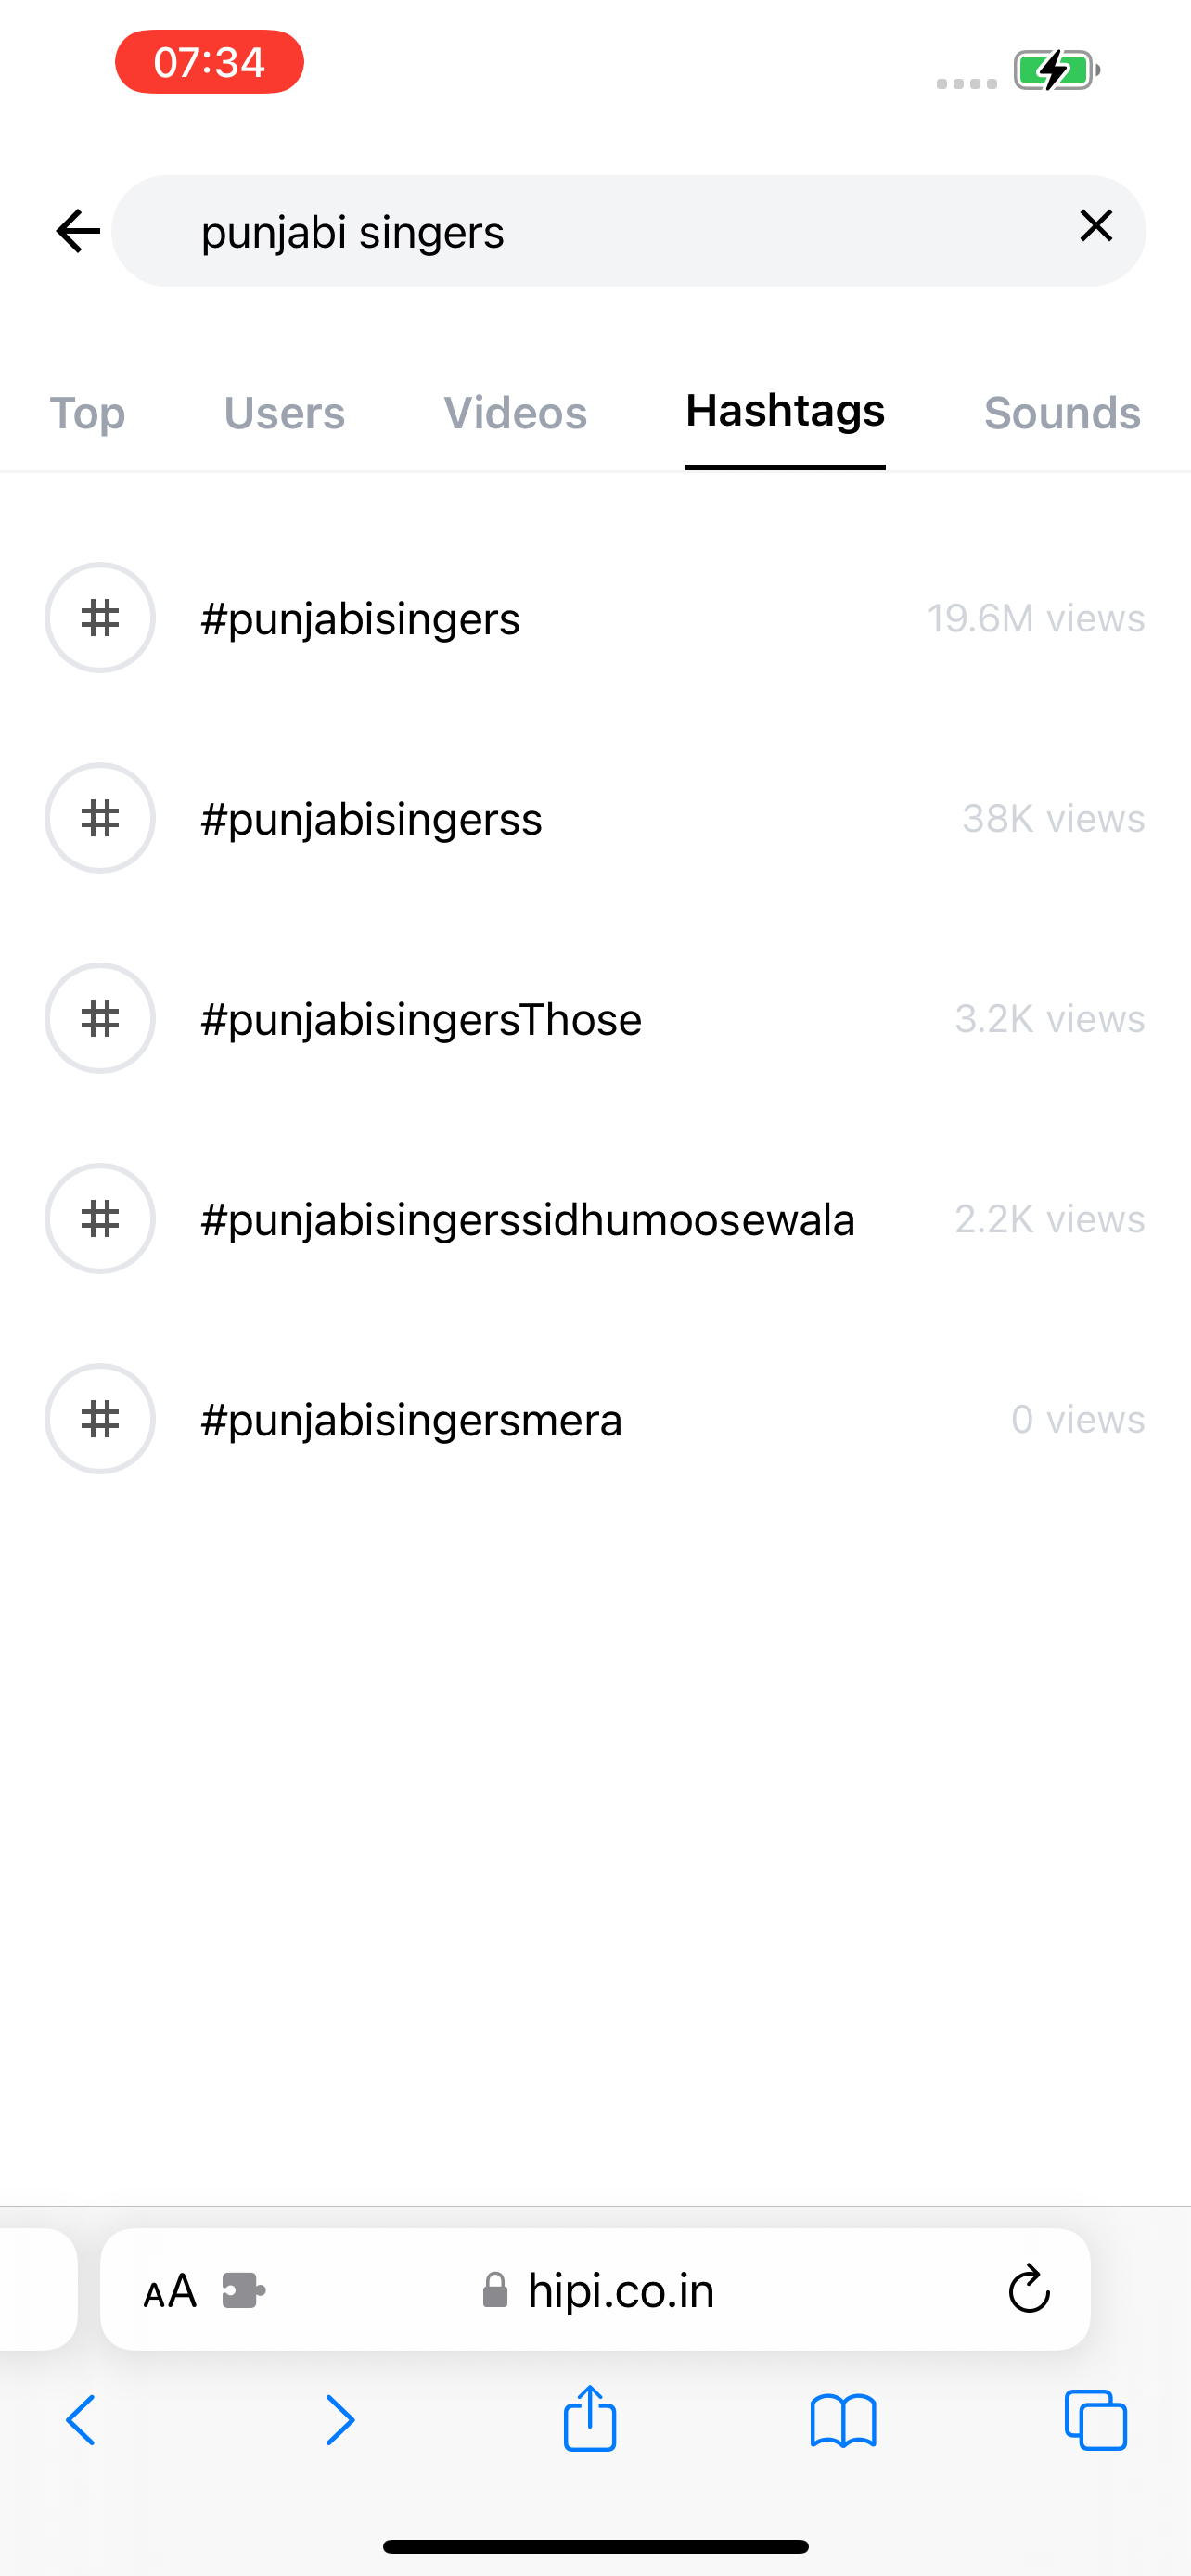 07:34
punjabi singers
Top Users Videos Hashtags Sounds
#punjabisingers 19.6M views
#punjabisingerss 38K views
#punjabisingersThose 3.2K views
#punjabisingerssidhumoosewala 2.2K views
#punjabisingersmera 0 views
AA hipi.co.in